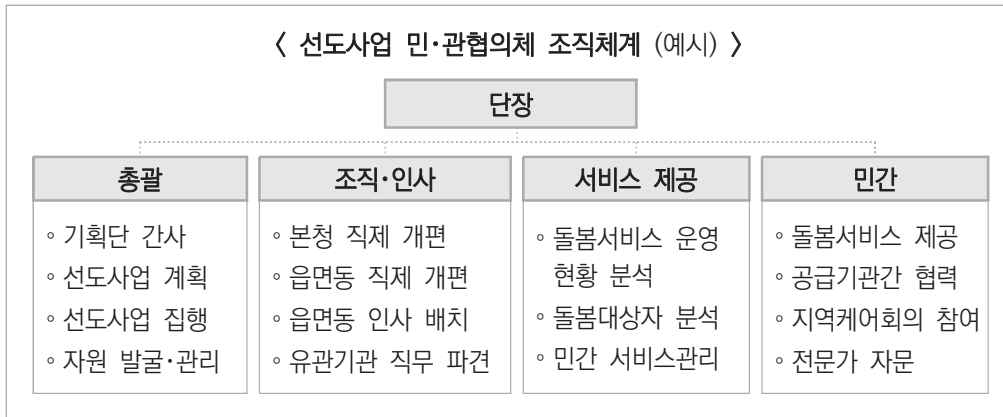 〈 선도사업 민·관협의체 조직체계 (예시) 〉
단장
총괄
◦ 기획단 간사
◦ 선도사업 계획
◦ 선도사업 집행
◦ 자원 발굴·관리
조직·인사
◦ 본청 직제 개편
◦ 읍면동 직제 개편
◦ 읍면동 인사 배치
◦ 유관기관 직무 파견
서비스 제공
◦ 돌봄서비스 운영
현황 분석
◦ 돌봄대상자 분석
◦ 민간 서비스관리
민간
◦ 돌봄서비스 제공
◦ 공급기관간 협력
◦ 지역케어회의 참여
◦ 전문가 자문